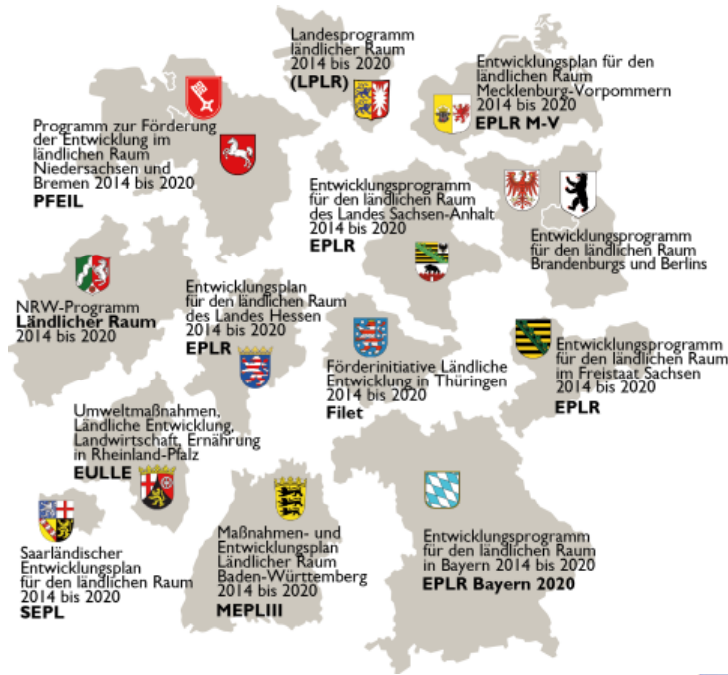 Landesprogramm
ländlicher Raum
2014 bis 2020
(LPLR)
Entwicklungsplan für den
ländlichen Raum
Mecklenburg-Vorpommern
2014 bis 2020
EPLR M-V
Programm zur Förderung
der Entwicklung im
ländlichen Raum
Niedersachsen und
Bremen 2014 bis 2020
PFEIL
Entwicklungsprogramm
für den ländlichen Raum
des Landes Sachsen-Anhalt
2014 bis 2020
EPLR
Entwicklungsprogramm
für den ländlichen Raum
Brandenburgs und Berlins
NRW-Programm
Ländlicher Raum
2014 bis 2020
Entwicklungsplan
für den ländlichen Raum
des Landes Hessen
2014 bis 2020
EPLR
Förderinitiative Ländliche
Entwicklung in Thüringen
2014 bis 2020
Filet
Entwicklungsprogramm
für den ländlichen Raum
im Freistaat Sachsen
2014 bis 2020
EPLR
Umweltmaßnahmen,
Ländliche Entwicklung,
Landwirtschaft, Ernährung
in Rheinland-Pfalz
EULLE
Saarländischer
Entwicklungsplan
für den ländlichen Raum
2014 bis 2020
SEPL
Maßnahmen- und
Entwicklungsplan
Ländlicher Raum
Baden-Württemberg
2014 bis 2020
MEPLIII
Entwicklungsprogramm
für den ländlichen Raum
in Bayern 2014 bis 2020
EPLR Bayern 2020